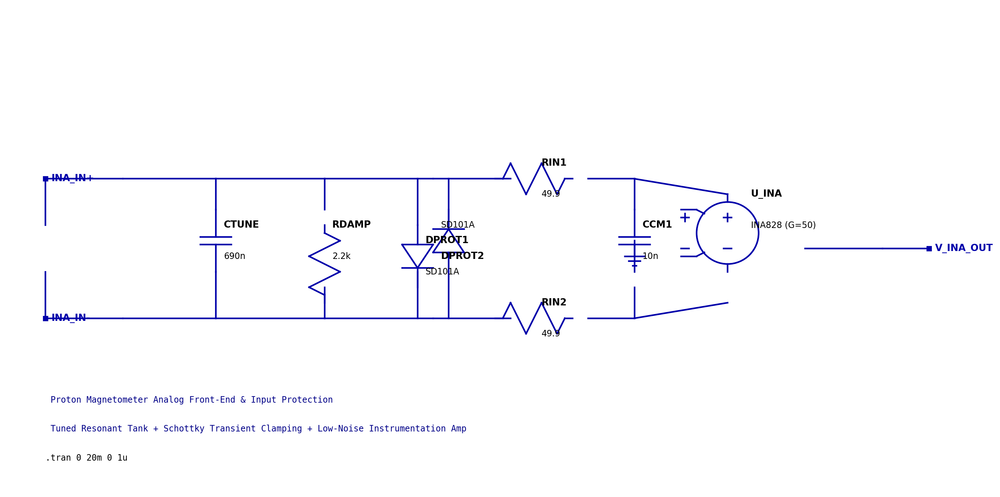 RIN1
INA_IN+
49.9
U_INA
CTUNE
RDAMP
SD101A
CCM1
INA828 (G=50)
DPROT1
V_INA_OUT
690n
2.2k
DPROT2
10n
SD101A
RIN2
INA_IN-
49.9
Proton Magnetometer Analog Front-End & Input Protection
Tuned Resonant Tank + Schottky Transient Clamping + Low-Noise Instrumentation Amp
.tran 0 20m 0 1u